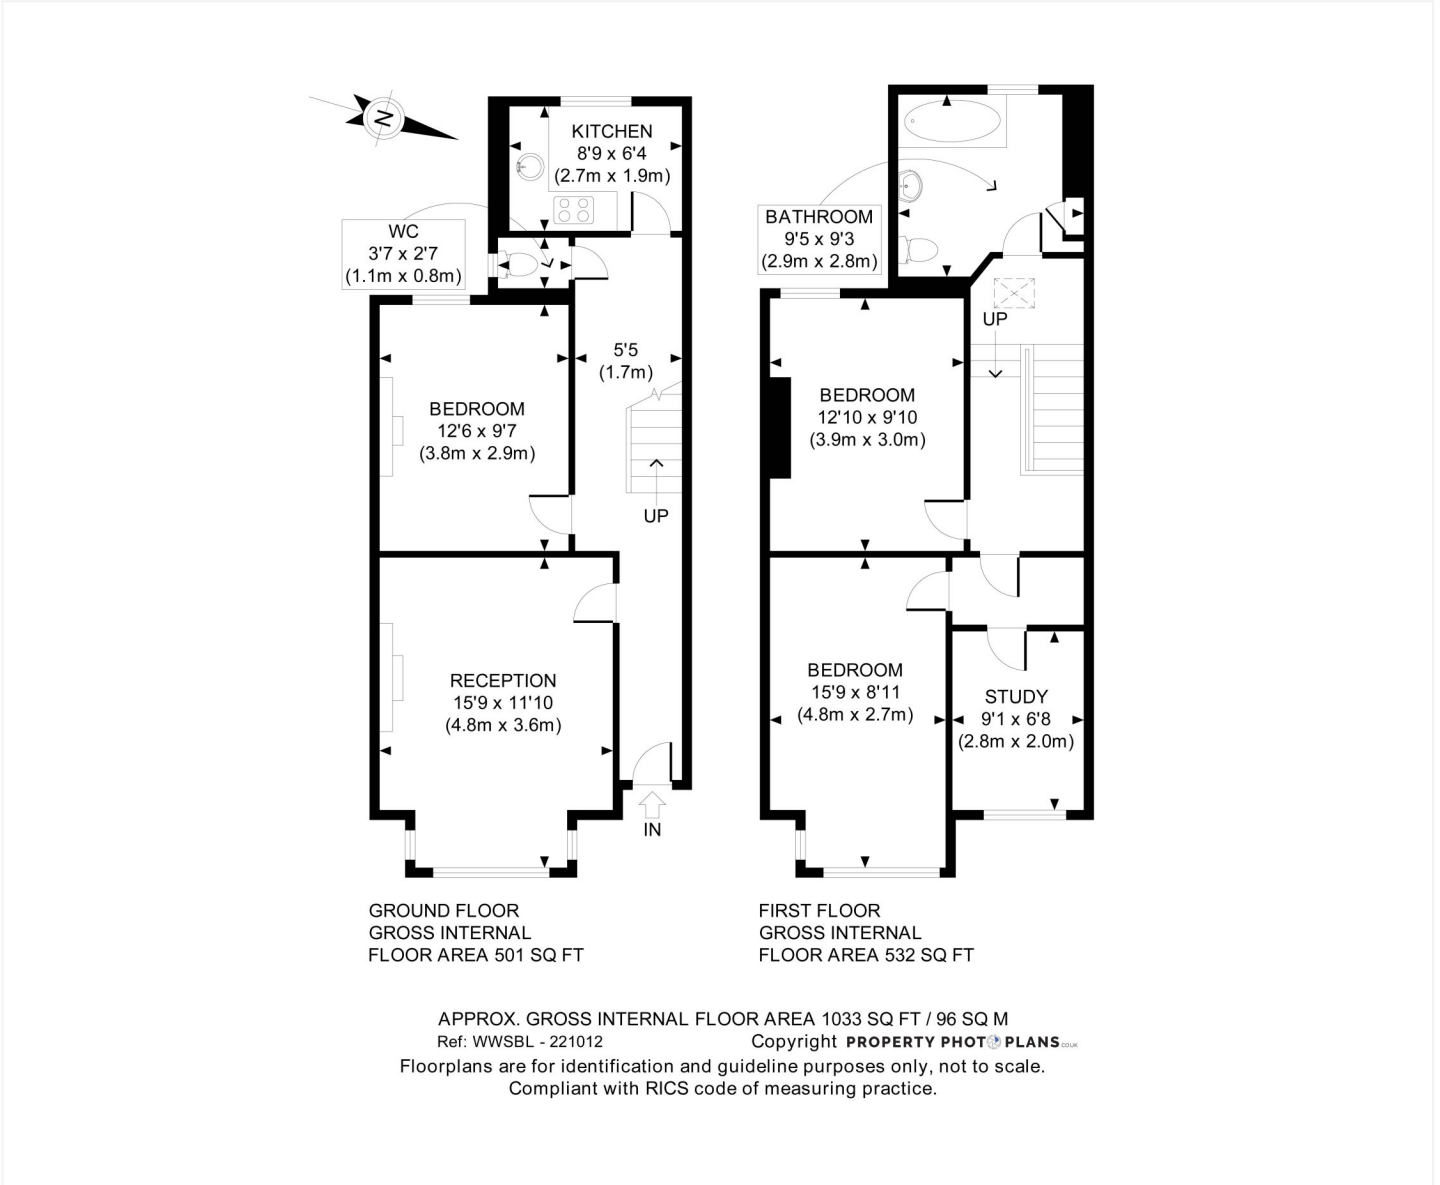 N
KITCHEN
8'9 x 6'4
(2.7m x 1.9m)
WC
3'7 x 2'7
(1.1m x 0.8m)
5'5
(1.7m)
BEDROOM
12'6 x 9'7
(3.8m x 2.9m)
UP
RECEPTION
15'9 x 11'10
(4.8m x 3.6m)
IN
GROUND FLOOR
GROSS INTERNAL
FLOOR AREA 501 SQ FT
BATHROOM
9'5 x 9'3
(2.9m x 2.8m)
UP
BEDROOM
12'10 x 9'10
(3.9m x 3.0m)
BEDROOM
15'9 x 8'11
(4.8m x 2.7m)
STUDY
9'1 x 6'8
(2.8m x 2.0m)
FIRST FLOOR
GROSS INTERNAL
FLOOR AREA 532 SQ FT
APPROX. GROSS INTERNAL FLOOR AREA 1033 SQ FT / 96 SQ M
Ref: WWSBL - 221012 Copyright PROPERTY PHOTO PLANS.CO.UK
Floorplans are for identification and guideline purposes only, not to scale.
Compliant with RICS code of measuring practice.